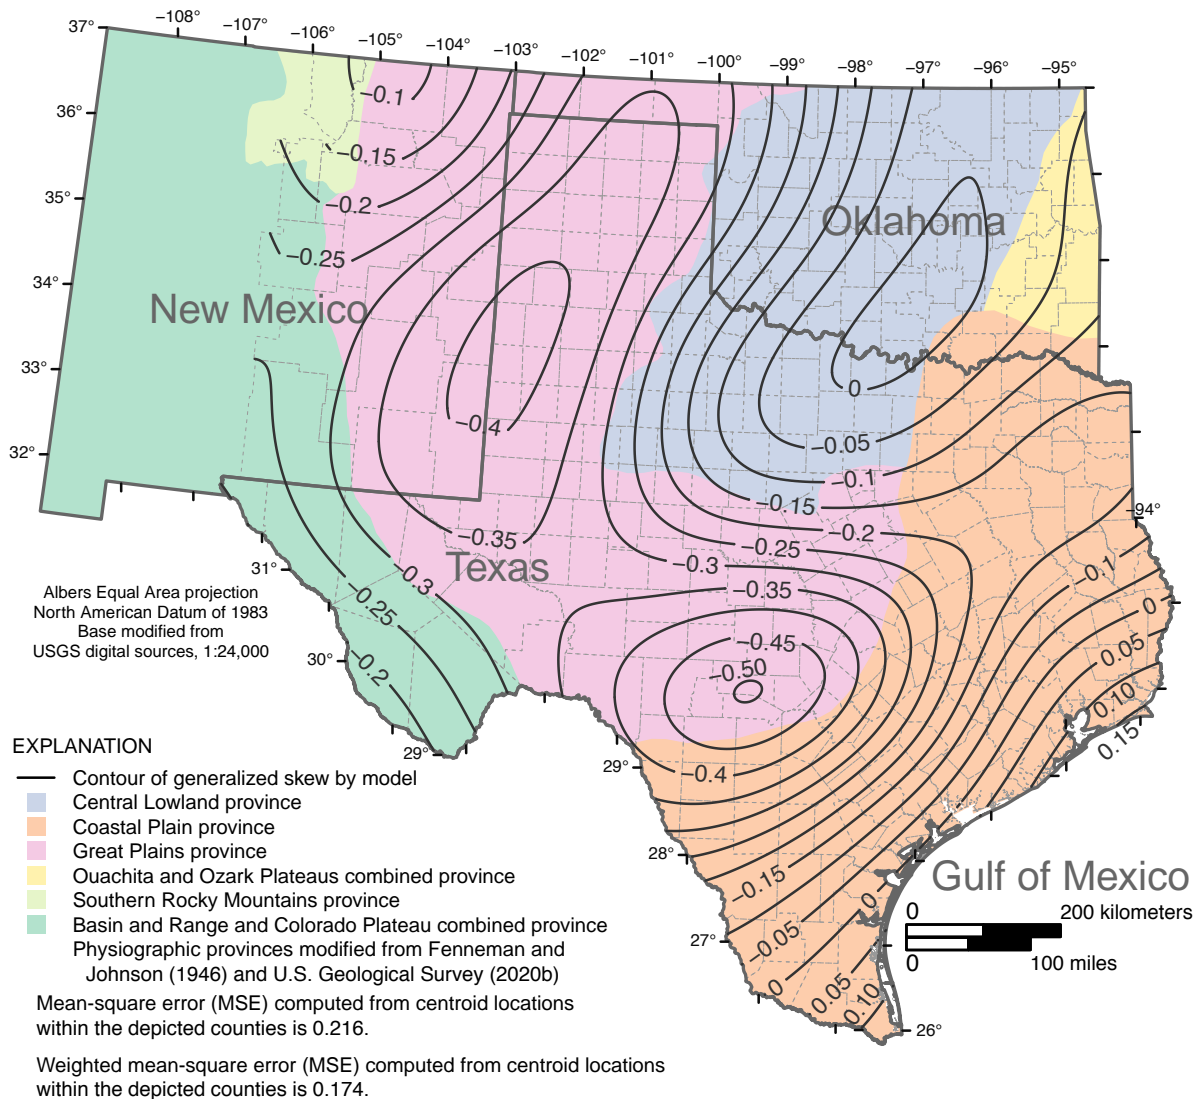 −108°
−107°
−106°
−105°
−104°
−103°
−102°
−101°
−100°
−99°
−98°
−97°
−96°
−95°
37°
36°
35°
34°
33°
32°
31°
30°
29°
−0.1
−0.15
−0.2
−0.25
Oklahoma
New Mexico
0
−0.4
−0.05
−0.1
−0.15
−94°
−0.2
−0.35
−0.25
Texas
−0.3
−0.3
−0.1
−0.35
−0.25
0
−0.45
0.05
−0.2
−0.50
0.10
0.15
29°
−0.4
28°
−0.15
0
27°
−0.05
0
0.05
0.10
26°
Gulf of Mexico
0
200 kilometers
0
100 miles
Albers Equal Area projection
North American Datum of 1983
Base modified from
USGS digital sources, 1:24,000
EXPLANATION
Contour of generalized skew by model
Central Lowland province
Coastal Plain province
Great Plains province
Ouachita and Ozark Plateaus combined province
Southern Rocky Mountains province
Basin and Range and Colorado Plateau combined province
Physiographic provinces modified from Fenneman and
Johnson (1946) and U.S. Geological Survey (2020b)
Mean-square error (MSE) computed from centroid locations
within the depicted counties is 0.216.
Weighted mean-square error (MSE) computed from centroid locations
within the depicted counties is 0.174.